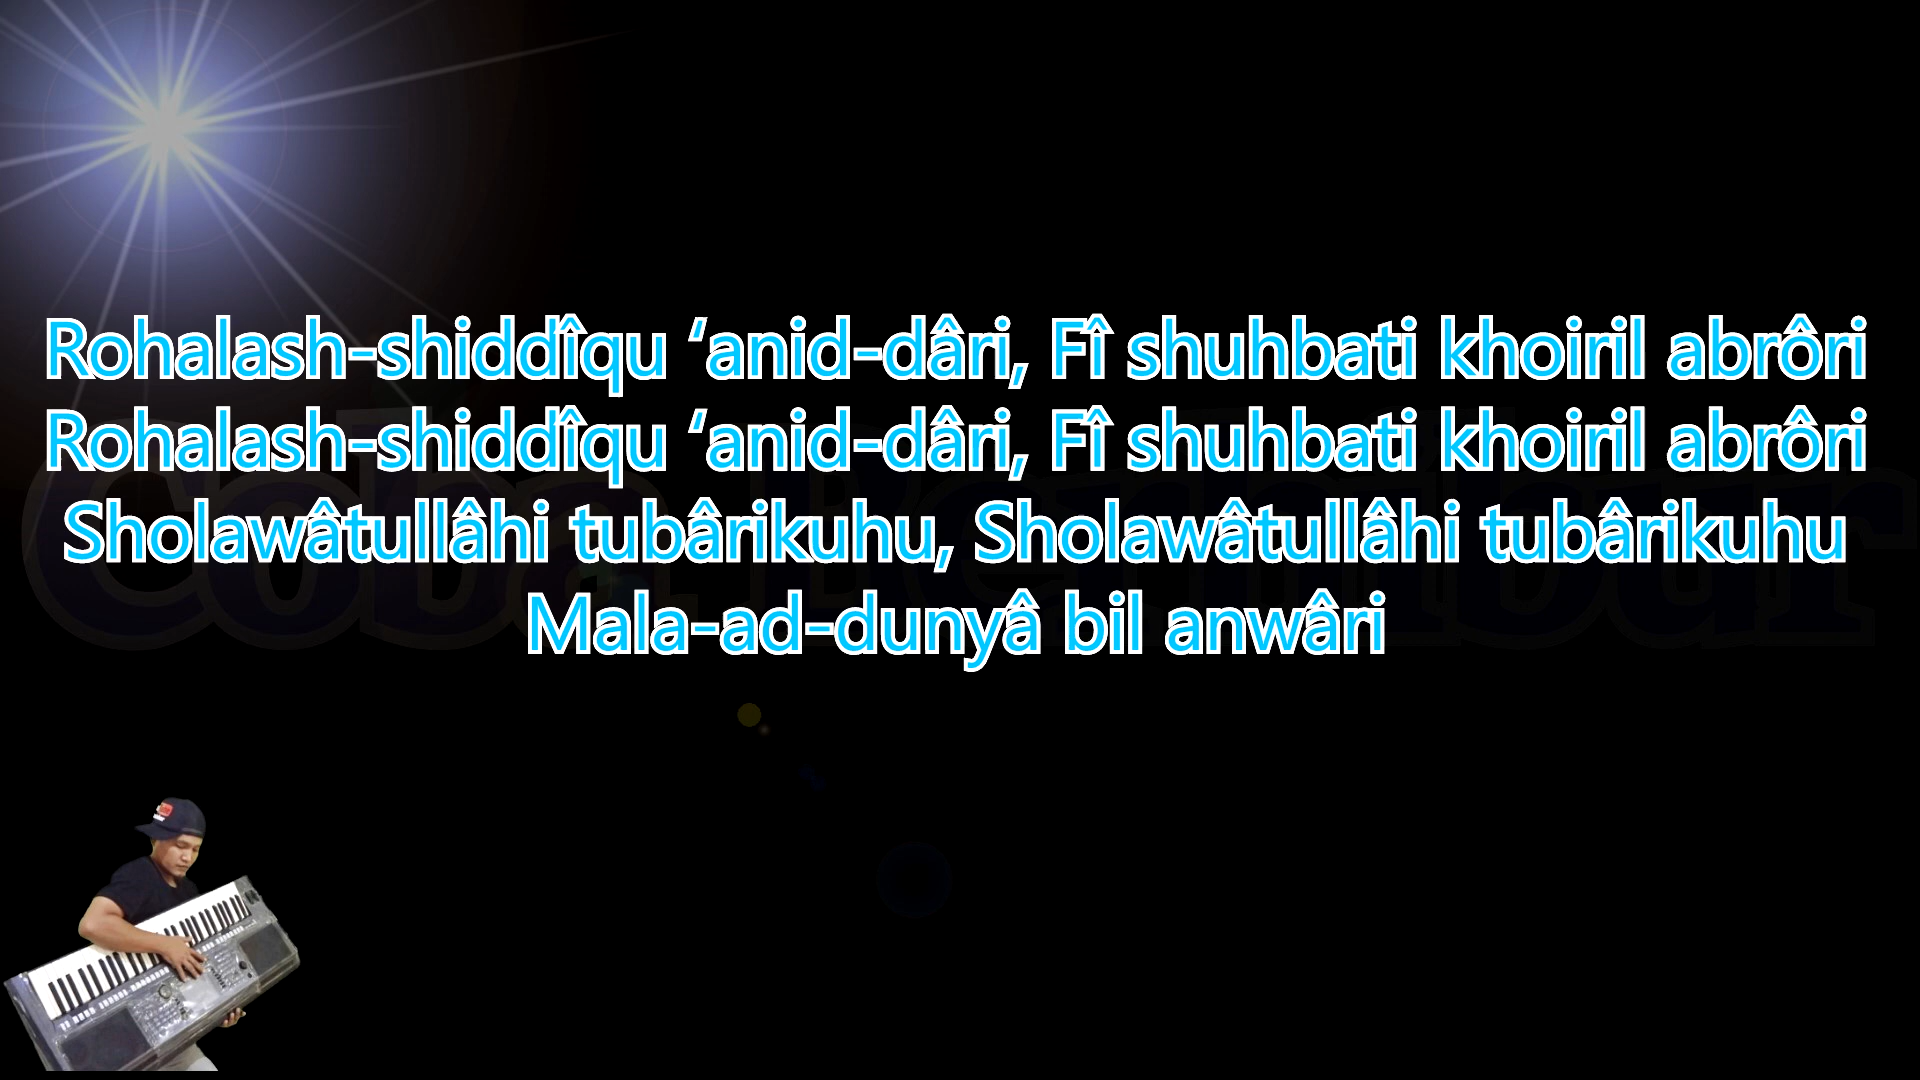 Rohalash-shiddîqu ‘anid-dâri, Fî shuhbati khoiril abrôri
Rohalash-shiddîqu ‘anid-dâri, Fî shuhbati khoiril abrôri
Sholawâtullâhi tubârikuhu, Sholawâtullâhi tubârikuhu
Mala-ad-dunyâ bil anwâri